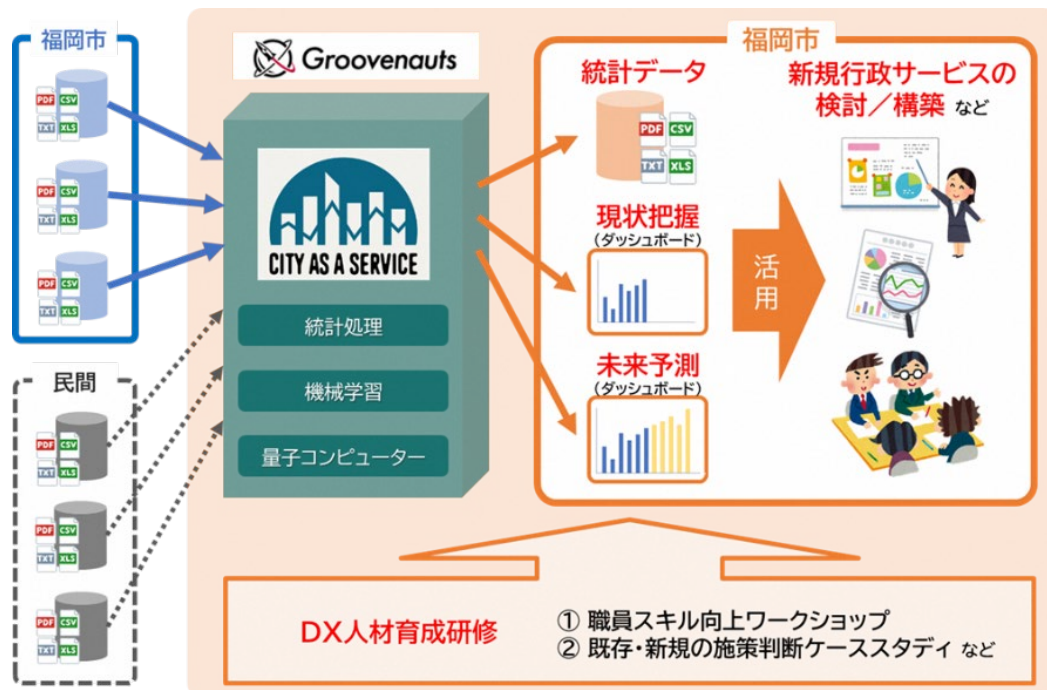 福岡市
PDF CSV
TXT XLS
PDF CSV
TXT XLS
PDF CSV
TXT XLS
民間
PDF CSV
TXT XLS
PDF CSV
TXT XLS
PDF CSV
TXT XLS
Groovenauts
CITY AS A SERVICE
統計処理
機械学習
量子コンピューター
福岡市
統計データ
PDF CSV
TXT XLS
現状把握
(ダッシュボード)
未来予測
(ダッシュボード)
活用
新規行政サービスの
検討／構築 など
DX人材育成研修
① 職員スキル向上ワークショップ
② 既存・新規の施策判断ケーススタディ など